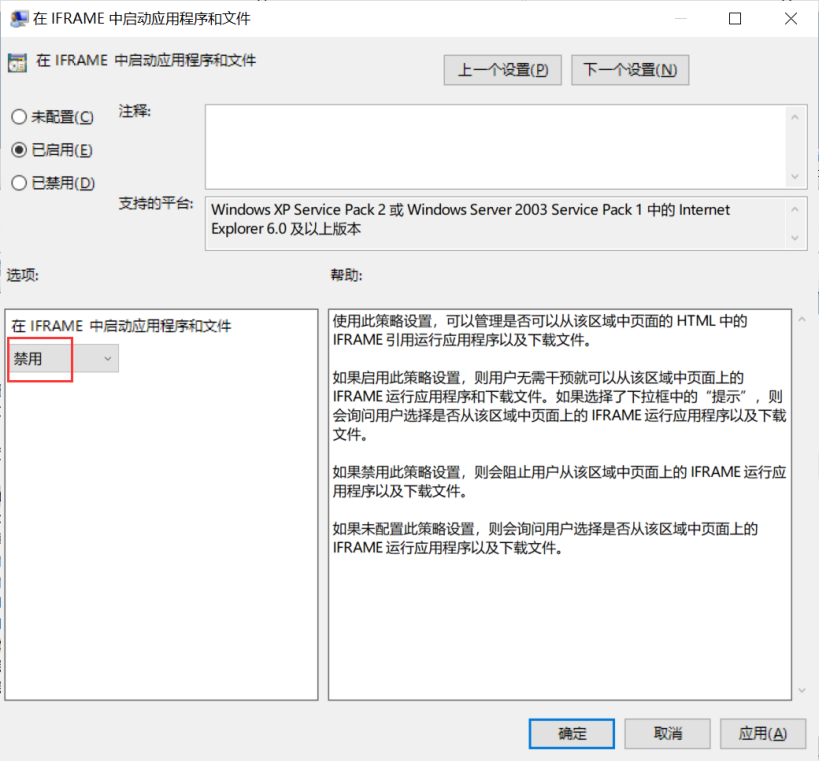 在 IFRAME 中启动应用程序和文件
在 IFRAME 中启动应用程序和文件
上一个设置(P)
下一个设置(N)
未配置(C)
注释:
已启用(E)
已禁用(D)
支持的平台:
Windows XP Service Pack 2 或 Windows Server 2003 Service Pack 1 中的 Internet
Explorer 6.0 及以上版本
选项:
帮助:
在 IFRAME 中启动应用程序和文件
禁用
使用此策略设置，可以管理是否可以从该区域中页面的 HTML 中的
IFRAME 引用运行应用程序以及下载文件。
如果启用此策略设置，则用户无需干预就可以从该区域中页面上的
IFRAME 运行应用程序和下载文件。如果选择了下拉框中的“提示”，则
会询问用户选择是否从该区域中页面上的 IFRAME 运行应用程序以及下载
文件。
如果禁用此策略设置，则会阻止用户从该区域中页面上的 IFRAME 运行应
用程序以及下载文件。
如果未配置此策略设置，则会询问用户选择是否从该区域中页面上的
IFRAME 运行应用程序以及下载文件。
确定
取消
应用(A)